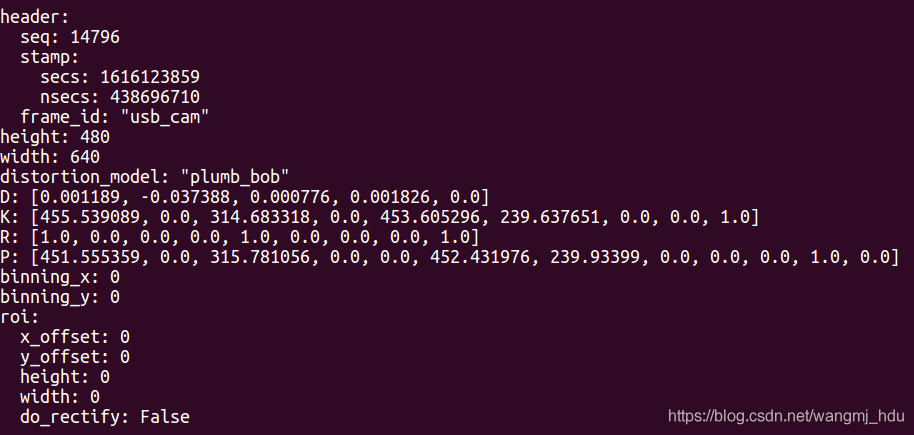 header:
  seq: 14796
  stamp:
    secs: 1616123859
    nsecs: 438696710
  frame_id: "usb_cam"
height: 480
width: 640
distortion_model: "plumb_bob"
D: [0.001189, -0.037388, 0.000776, 0.001826, 0.0]
K: [455.539089, 0.0, 314.683318, 0.0, 453.605296, 239.637651, 0.0, 0.0, 1.0]
R: [1.0, 0.0, 0.0, 0.0, 1.0, 0.0, 0.0, 0.0, 1.0]
P: [451.555359, 0.0, 315.781056, 0.0, 0.0, 452.431976, 239.93399, 0.0, 0.0, 0.0, 1.0, 0.0]
binning_x: 0
binning_y: 0
roi:
  x_offset: 0
  y_offset: 0
  height: 0
  width: 0
  do_rectify: False
https://blog.csdn.net/wangmj_hdu